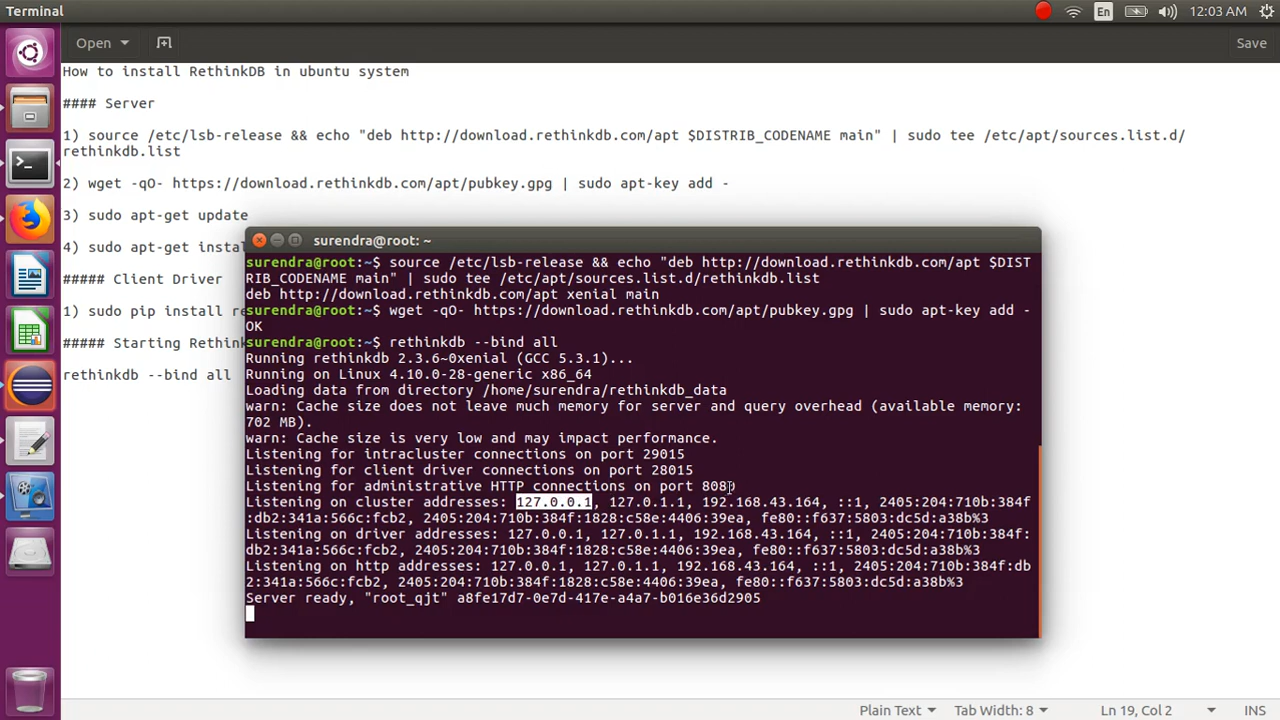 Terminal
En
12:03 AM
Open
Save
How to install RethinkDB in ubuntu system
#### Server
1) source /etc/lsb-release && echo "deb http://download.rethinkdb.com/apt $DISTRIB_CODENAME main" | sudo tee /etc/apt/sources.list.d/
rethinkdb.list
2) wget -qO- https://download.rethinkdb.com/apt/pubkey.gpg | sudo apt-key add -
3) sudo apt-get update
4) sudo apt-get instal
##### Client Driver
1) sudo pip install re
##### Starting Rethink
rethinkdb --bind all
surendra@root: ~
surendra@root:~$ source /etc/lsb-release && echo "deb http://download.rethinkdb.com/apt $DIST
RIB_CODENAME main" | sudo tee /etc/apt/sources.list.d/rethinkdb.list
deb http://download.rethinkdb.com/apt xenial main
surendra@root:~$ wget -qO- https://download.rethinkdb.com/apt/pubkey.gpg | sudo apt-key add -
OK
surendra@root:~$ rethinkdb --bind all
Running rethinkdb 2.3.6~0xenial (GCC 5.3.1)...
Running on Linux 4.10.0-28-generic x86_64
Loading data from directory /home/surendra/rethinkdb_data
warn: Cache size does not leave much memory for server and query overhead (available memory:
702 MB).
warn: Cache size is very low and may impact performance.
Listening for intracluster connections on port 29015
Listening for client driver connections on port 28015
Listening for administrative HTTP connections on port 8080
Listening on cluster addresses: 127.0.0.1, 127.0.1.1, 192.168.43.164, ::1, 2405:204:710b:384f
:db2:341a:566c:fcb2, 2405:204:710b:384f:1828:c58e:4406:39ea, fe80::f637:5803:dc5d:a38b%3
Listening on driver addresses: 127.0.0.1, 127.0.1.1, 192.168.43.164, ::1, 2405:204:710b:384f:
db2:341a:566c:fcb2, 2405:204:710b:384f:1828:c58e:4406:39ea, fe80::f637:5803:dc5d:a38b%3
Listening on http addresses: 127.0.0.1, 127.0.1.1, 192.168.43.164, ::1, 2405:204:710b:384f:db
2:341a:566c:fcb2, 2405:204:710b:384f:1828:c58e:4406:39ea, fe80::f637:5803:dc5d:a38b%3
Server ready, "root_qjt" a8fe17d7-0e7d-417e-a4a7-b016e36d2905
Plain Text
Tab Width: 8
Ln 19, Col 2
INS